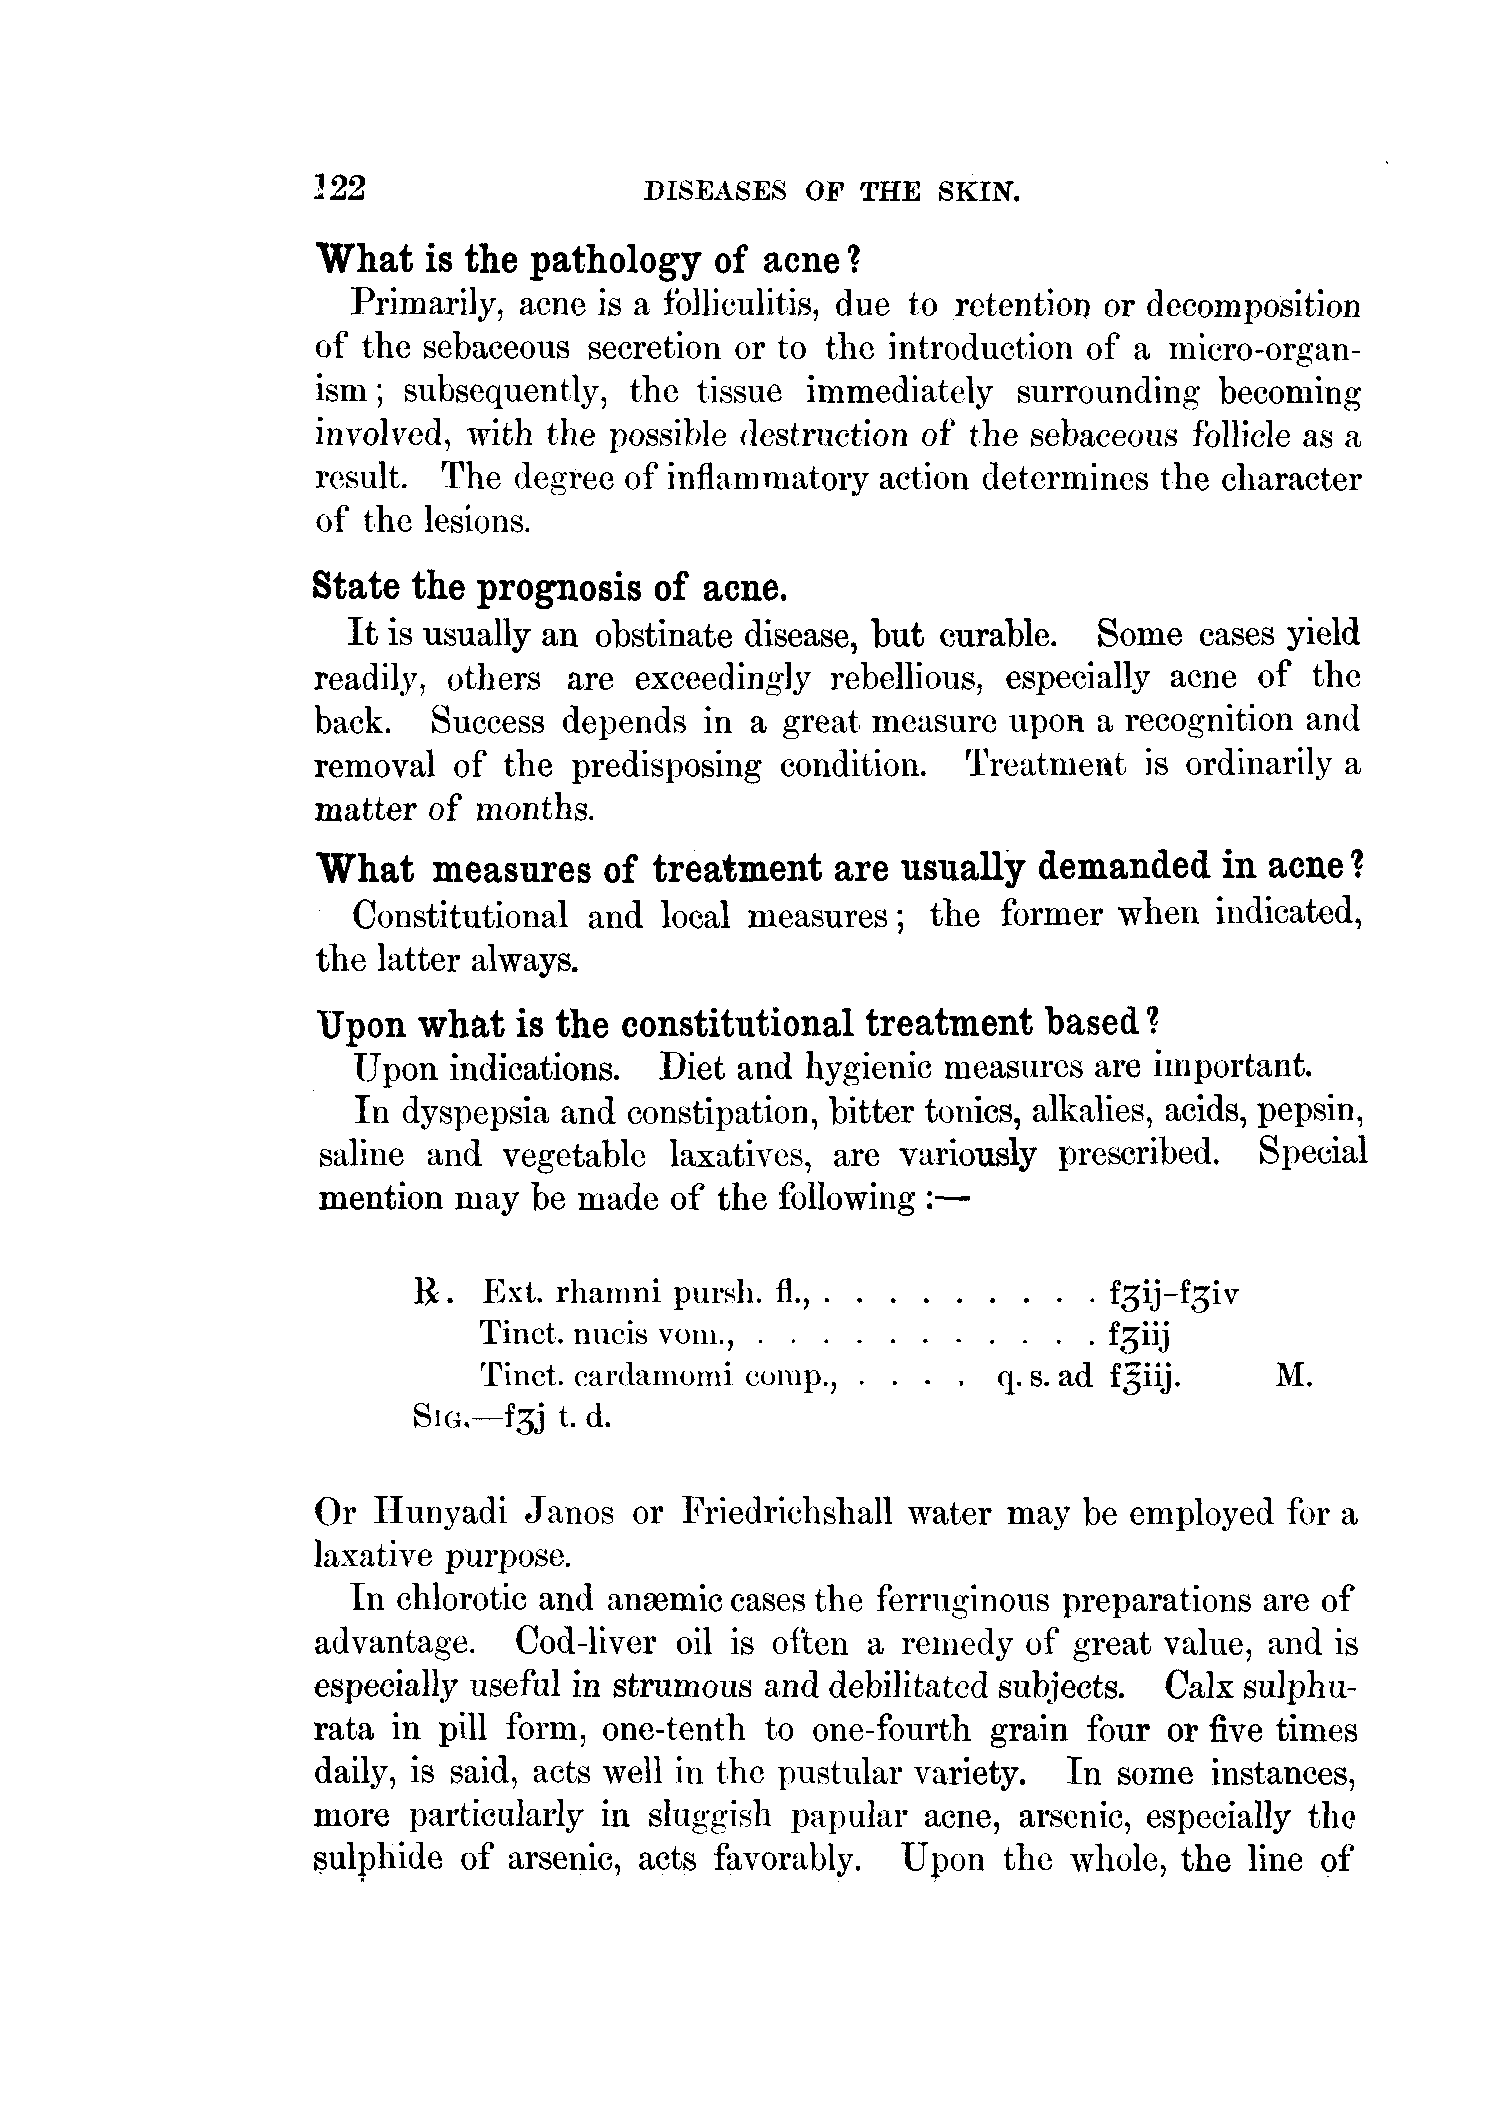 122 DISEASES OF THE SKIN.
What is the pathology of acne?
Primarily, acne is a folliculitis, due to retention or decomposition
of the sebaceous secretion or to the introduction of a micro-organ-
ism; subsequently, the tissue immediately surrounding becoming
involved, with the possible destruction of the sebaceous follicle as a
result. The degree of inflammatory action determines the character
of the lesions.
State the prognosis of acne.
It is usually an obstinate disease, but curable. Some cases yield
readily, others are exceedingly rebellious, especially acne of the
back. Success depends in a great measure upon a recognition and
removal of the predisposing condition. Treatment is ordinarily a
matter of months.
What measures of treatment are usually demanded in acne?
Constitutional and local measures; the former when indicated,
the latter always.
Upon what is the constitutional treatment based?
Upon indications. Diet and hygienic measures are important.
In dyspepsia and constipation, bitter tonics, alkalies, acids, pepsin,
saline and vegetable laxatives, are variously prescribed. Special
mention may be made of the following:—
℞. Ext. rhamni pursh. fl., . . . . . . . . . fʒij–fʒiv
Tinct. nucis vom., . . . . . . . . . . . fʒiij
Tinct. cardamomi comp., . . . . q. s. ad f℥iij. M.
SIG.—fʒj t. d.
Or Hunyadi Janos or Friedrichshall water may be employed for a
laxative purpose.
In chlorotic and anæmic cases the ferruginous preparations are of
advantage. Cod-liver oil is often a remedy of great value, and is
especially useful in strumous and debilitated subjects. Calx sulphu-
rata in pill form, one-tenth to one-fourth grain four or five times
daily, is said, acts well in the pustular variety. In some instances,
more particularly in sluggish papular acne, arsenic, especially the
sulphide of arsenic, acts favorably. Upon the whole, the line of